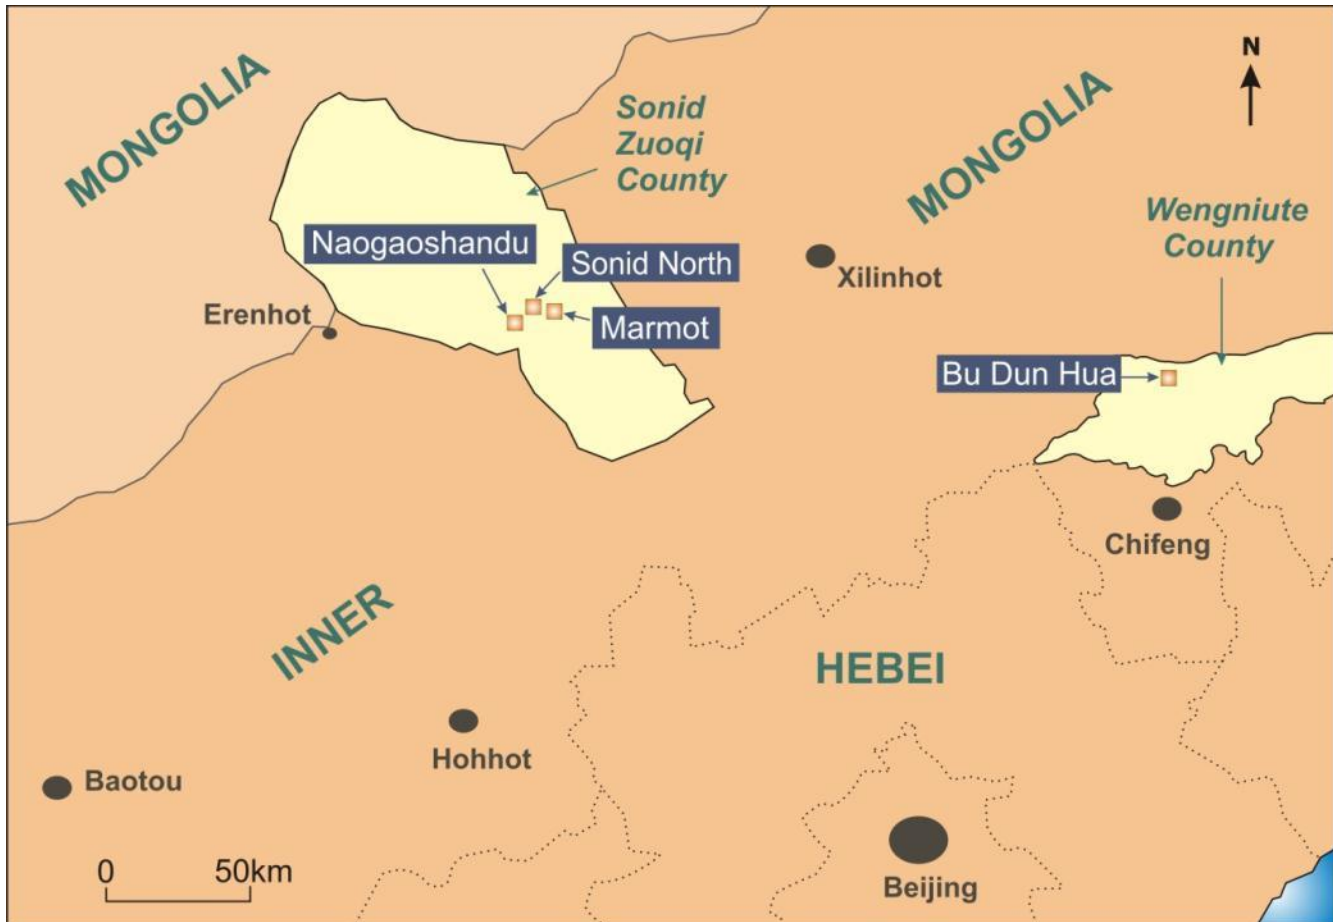 MONGOLIA
N
Sonid
Zuoqi
County
MONGOLIA
Wengniute
County
Naogaoshandu
Sonid North
Xilinhot
Erenhot
Marmot
Bu Dun Hua
Chifeng
INNER
HEBEI
Hohhot
Baotou
0 50km
Beijing